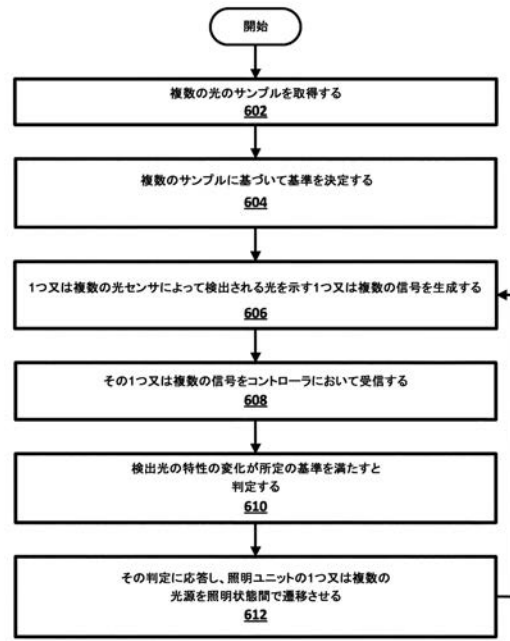 開始
複数の光のサンプルを取得する
602
複数のサンプルに基づいて基準を決定する
604
1つ又は複数の光センサによって検出される光を示す1つ又は複数の信号を生成する
606
その1つ又は複数の信号をコントローラにおいて受信する
608
検出光の特性の変化が所定の基準を満たすと
判定する
610
その判定に応答し、照明ユニットの1つ又は複数の
光源を照明状態間で遷移させる
612